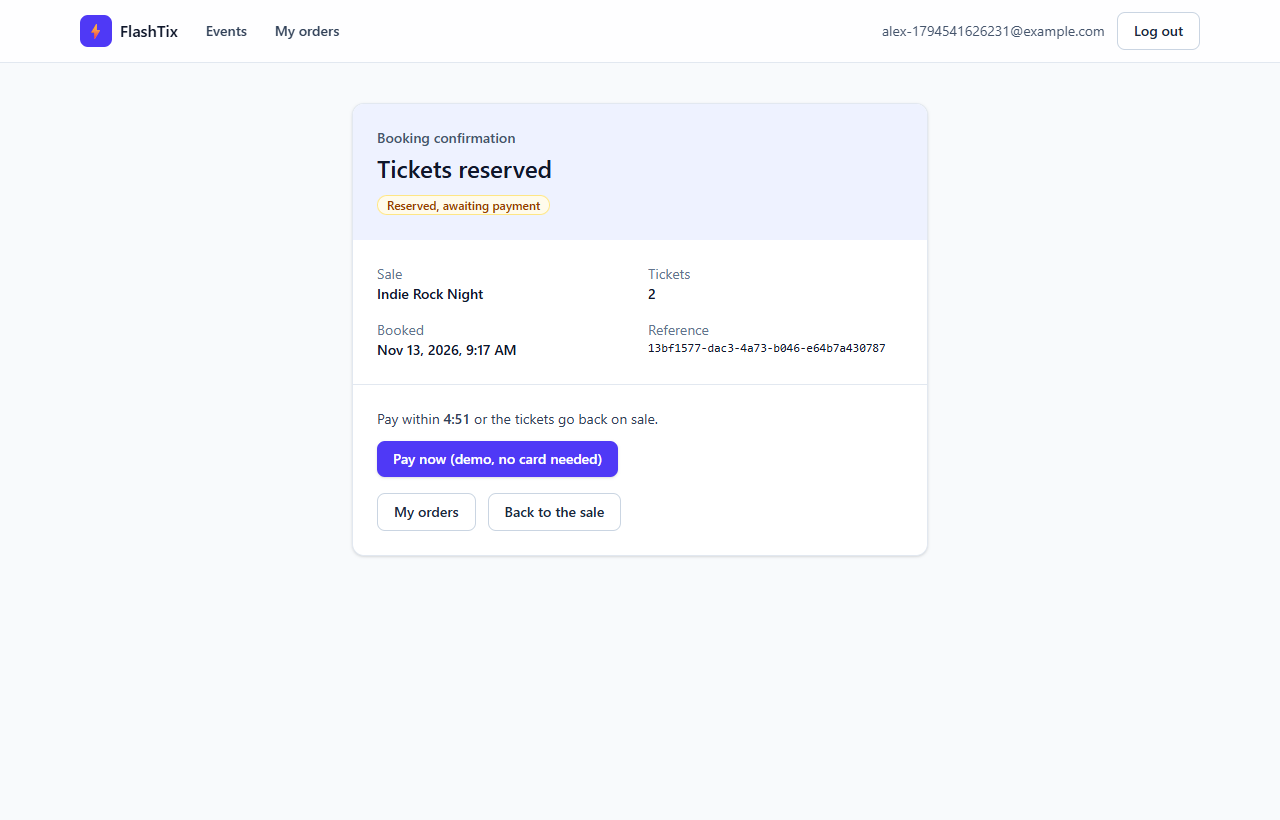 FlashTix Events My orders alex-1794541626231@example.com Log out
Booking confirmation
Tickets reserved
Reserved, awaiting payment
Sale
Indie Rock Night
Tickets
2
Booked
Nov 13, 2026, 9:17 AM
Reference
13bf1577-dac3-4a73-b046-e64b7a430787
Pay within 4:51 or the tickets go back on sale.
Pay now (demo, no card needed)
My orders Back to the sale